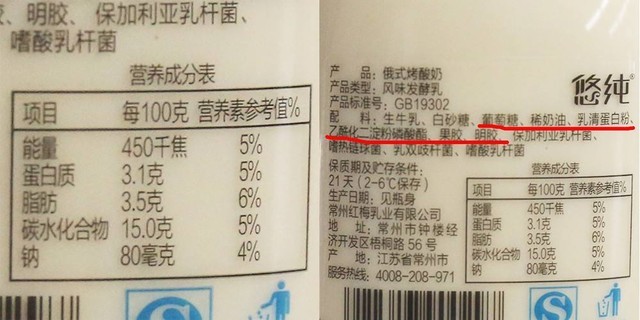 、明胶、保加利亚乳杆菌、
嗜酸乳杆菌
营养成分表
项目 每100克 营养素参考值%
能量 450千焦 5%
蛋白质 3.1克 5%
脂肪 3.5克 6%
碳水化合物 15.0克 5%
钠 80毫克 4%
悠纯
产 品：俄式烤酸奶
产品类型：风味发酵乳
产品标准号：GB19302
配 料：生牛乳、白砂糖、葡萄糖、稀奶油、乳清蛋白粉、
乙酰化二淀粉磷酸酯、果胶、明胶、保加利亚乳杆菌、
嗜热链球菌、乳双歧杆菌、嗜酸乳杆菌
保质期及贮存条件：
21天（2-6℃保存）
生产日期：见瓶身
常州红梅乳业有限公司
地 址：常州市钟楼经
济开发区梧桐路56号
产 地：江苏省常州市
服务热线：4008-208-971
营养成分表
项目 每100克 营养素参考值%
能量 450千焦 5%
蛋白质 3.1克 5%
脂肪 3.5克 6%
碳水化合物 15.0克 5%
钠 80毫克 4%